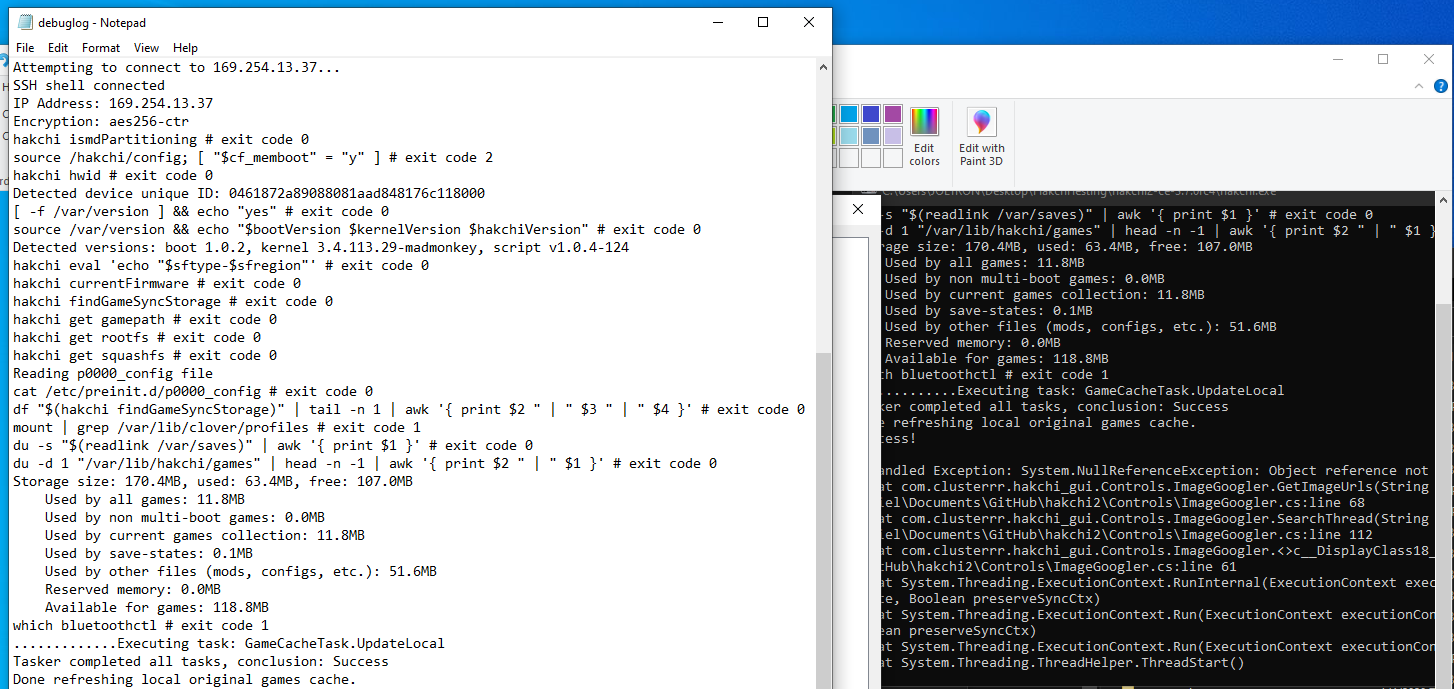 debuglog - Notepad
File Edit Format View Help
Attempting to connect to 169.254.13.37...
SSH shell connected
IP Address: 169.254.13.37
Encryption: aes256-ctr
hakchi ismdPartitioning # exit code 0
source /hakchi/config; [ "$cf_memboot" = "y" ] # exit code 2
hakchi hwid # exit code 0
Detected device unique ID: 0461872a89088081aad848176c118000
[ -f /var/version ] && echo "yes" # exit code 0
source /var/version && echo "$bootVersion $kernelVersion $hakchiVersion" # exit code 0
Detected versions: boot 1.0.2, kernel 3.4.113.29-madmonkey, script v1.0.4-124
hakchi eval 'echo "$sftype-$sfregion"' # exit code 0
hakchi currentFirmware # exit code 0
hakchi findGameSyncStorage # exit code 0
hakchi get gamepath # exit code 0
hakchi get rootfs # exit code 0
hakchi get squashfs # exit code 0
Reading p0000_config file
cat /etc/preinit.d/p0000_config # exit code 0
df "$(hakchi findGameSyncStorage)" | tail -n 1 | awk '{ print $2 " | " $3 " | " $4 }' # exit code 0
mount | grep /var/lib/clover/profiles # exit code 1
du -s "$(readlink /var/saves)" | awk '{ print $1 }' # exit code 0
du -d 1 "/var/lib/hakchi/games" | head -n -1 | awk '{ print $2 " | " $1 }' # exit code 0
Storage size: 170.4MB, used: 63.4MB, free: 107.0MB
Used by all games: 11.8MB
Used by non multi-boot games: 0.0MB
Used by current games collection: 11.8MB
Used by save-states: 0.1MB
Used by other files (mods, configs, etc.): 51.6MB
Reserved memory: 0.0MB
Available for games: 118.8MB
which bluetoothctl # exit code 1
.............Executing task: GameCacheTask.UpdateLocal
Tasker completed all tasks, conclusion: Success
Done refreshing local original games cache.
Edit colors
Edit with Paint 3D
-s "$(readlink /var/saves)" | awk '{ print $1 }' # exit code 0
-d 1 "/var/lib/hakchi/games" | head -n -1 | awk '{ print $2 " | " $1 }
rage size: 170.4MB, used: 63.4MB, free: 107.0MB
Used by all games: 11.8MB
Used by non multi-boot games: 0.0MB
Used by current games collection: 11.8MB
Used by save-states: 0.1MB
Used by other files (mods, configs, etc.): 51.6MB
Reserved memory: 0.0MB
Available for games: 118.8MB
ch bluetoothctl # exit code 1
..........Executing task: GameCacheTask.UpdateLocal
ker completed all tasks, conclusion: Success
e refreshing local original games cache.
cess!
andled Exception: System.NullReferenceException: Object reference not
at com.clusterrr.hakchi_gui.Controls.ImageGoogler.GetImageUrls(String
iel\Documents\GitHub\hakchi2\Controls\ImageGoogler.cs:line 68
at com.clusterrr.hakchi_gui.Controls.ImageGoogler.SearchThread(String
iel\Documents\GitHub\hakchi2\Controls\ImageGoogler.cs:line 112
at com.clusterrr.hakchi_gui.Controls.ImageGoogler.<>c__DisplayClass18_
tHub\hakchi2\Controls\ImageGoogler.cs:line 61
at System.Threading.ExecutionContext.RunInternal(ExecutionContext exec
te, Boolean preserveSyncCtx)
at System.Threading.ExecutionContext.Run(ExecutionContext executionCon
ean preserveSyncCtx)
at System.Threading.ExecutionContext.Run(ExecutionContext executionCon
at System.Threading.ThreadHelper.ThreadStart()